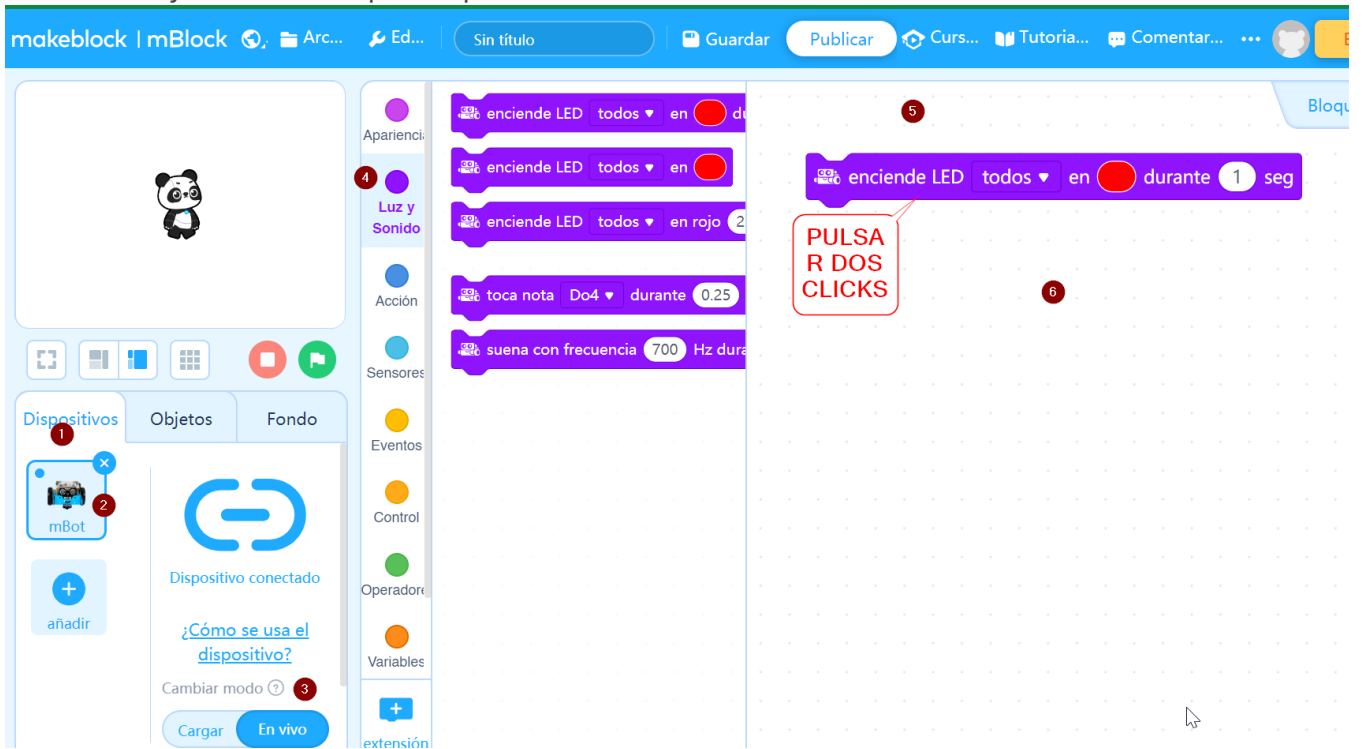 makeblock | mBlock Arc... Ed... Sin título Guardar Publicar Curs... Tutoria... Comentar... ...
enciende LED todos en
enciende LED todos en
enciende LED todos en rojo 2
toca nota Do4 durante 0.25
suena con frecuencia 700 Hz dura
Apariencia
4
Luz y
Sonido
Acción
Sensores
Eventos
Control
Operadore
Variables
+
extensión
5
Bloqu
enciende LED todos en durante 1 seg
PULSA
R DOS
CLICKS
6
Dispositivos Objetos Fondo
1
2
mBot
+
añadir
Dispositivo conectado
¿Cómo se usa el
dispositivo?
Cambiar modo ? 3
Cargar En vivo